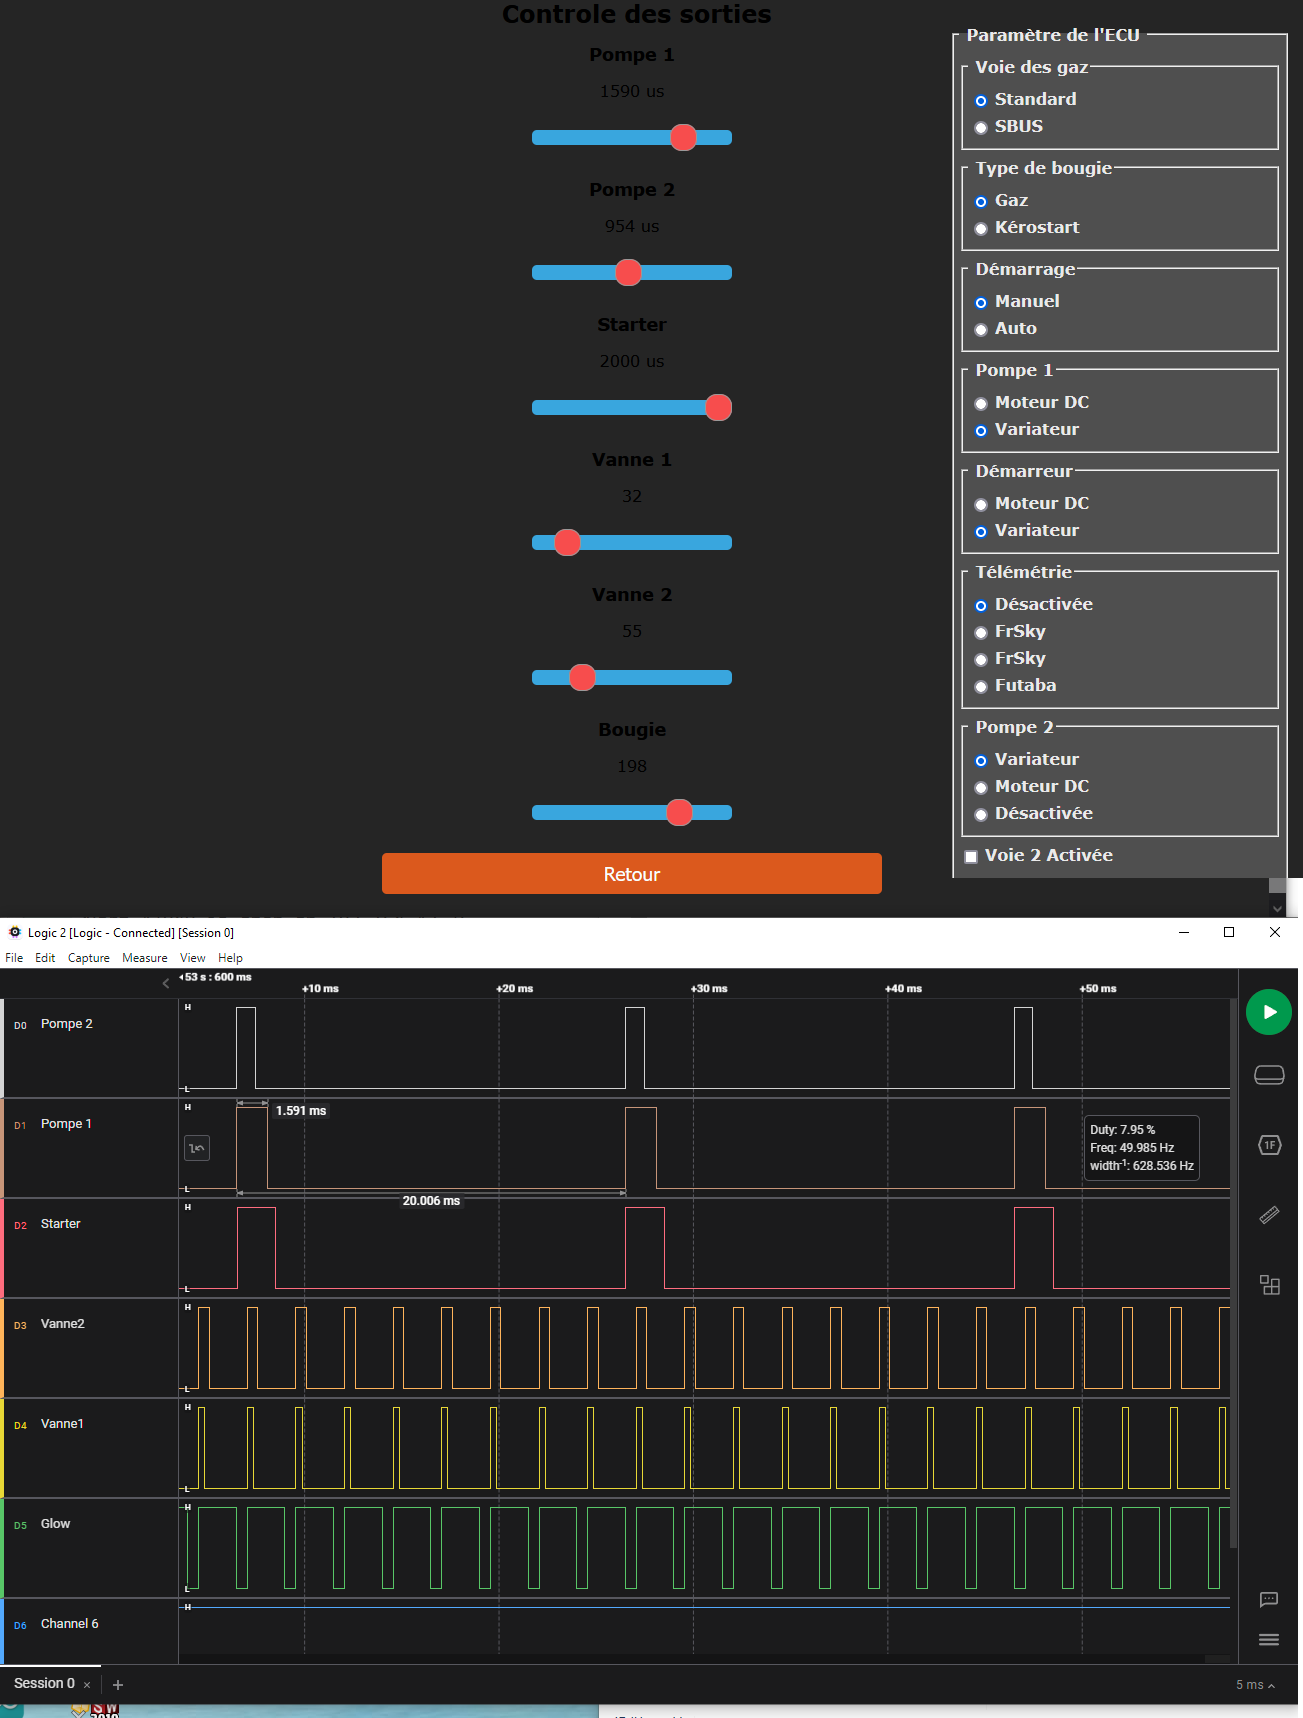 Controle des sorties
Pompe 1
1590 us
Pompe 2
954 us
Starter
2000 us
Vanne 1
32
Vanne 2
55
Bougie
198
Retour
Paramètre de l'ECU
Voie des gaz
Standard
SBUS
Type de bougie
Gaz
Kérostart
Démarrage
Manuel
Auto
Pompe 1
Moteur DC
Variateur
Démarreur
Moteur DC
Variateur
Télémétrie
Désactivée
FrSky
FrSky
Futaba
Pompe 2
Variateur
Moteur DC
Désactivée
Voie 2 Activée
Logic 2 [Logic - Connected] [Session 0]
File Edit Capture Measure View Help
53 s : 600 ms
+10 ms +20 ms +30 ms +40 ms +50 ms
D0 Pompe 2
H
L
D1 Pompe 1
H
L
1.591 ms
20.006 ms
Duty: 7.95 %
Freq: 49.985 Hz
width-1: 628.536 Hz
D2 Starter
H
L
D3 Vanne2
H
L
D4 Vanne1
H
L
D5 Glow
H
L
D6 Channel 6
H
1F
Session 0 × +
5 ms
SW